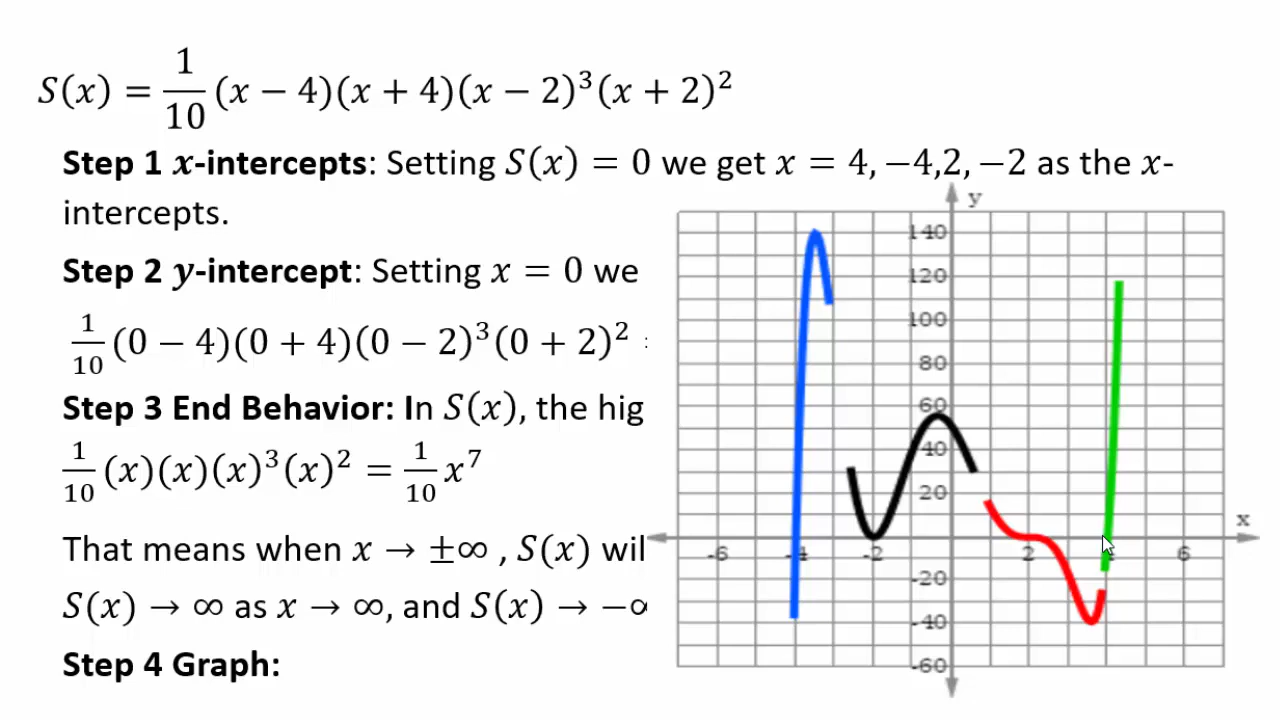 S(x) = 1/10 (x − 4)(x + 4)(x − 2)³(x + 2)²
Step 1 x-intercepts: Setting S(x) = 0 we get x = 4, −4,2, −2 as the x-
intercepts.
Step 2 y-intercept: Setting x = 0 we
1/10 (0 − 4)(0 + 4)(0 − 2)³(0 + 2)²
Step 3 End Behavior: In S(x), the hig
1/10 (x)(x)(x)³(x)² = 1/10 x⁷
That means when x → ±∞ , S(x) wil
S(x) → ∞ as x → ∞, and S(x) → −∞
Step 4 Graph:
y
140
120
100
80
60
40
20
x
-6 -4 -2 2 4 6
-20
-40
-60